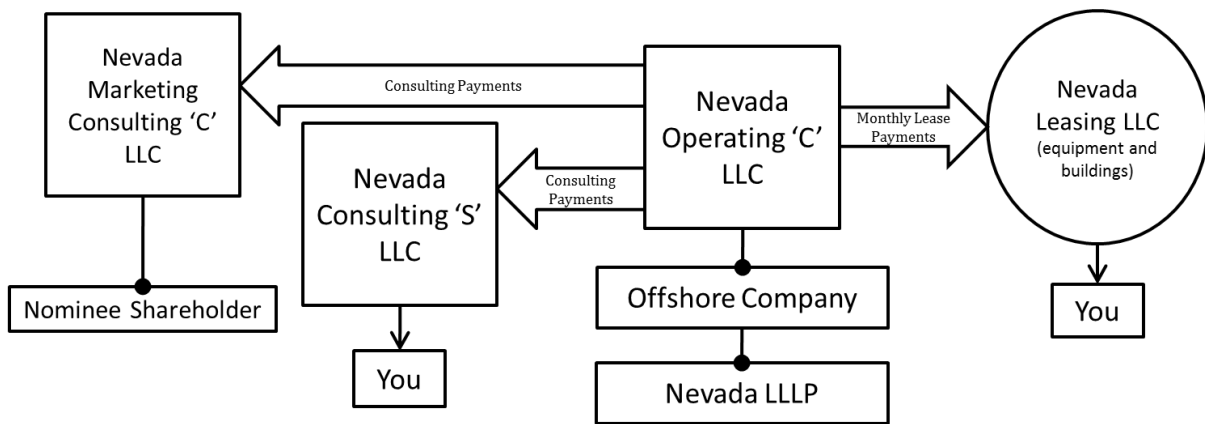 Nevada
Marketing
Consulting ‘C’
LLC
Nominee Shareholder
Consulting Payments
Nevada
Consulting ‘S’
LLC
You
Consulting
Payments
Nevada
Operating ‘C’
LLC
Offshore Company
Nevada LLLP
Monthly Lease
Payments
Nevada
Leasing LLC
(equipment and
buildings)
You